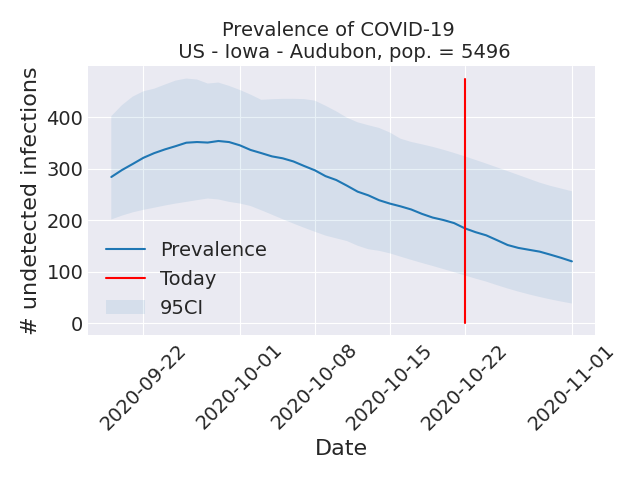 Prevalence of COVID-19
US - Iowa - Audubon, pop. = 5496
# undetected infections
400
300
200
100
0
Prevalence
Today
95CI
2020-09-22
2020-10-01
2020-10-08
2020-10-15
2020-10-22
2020-11-01
Date